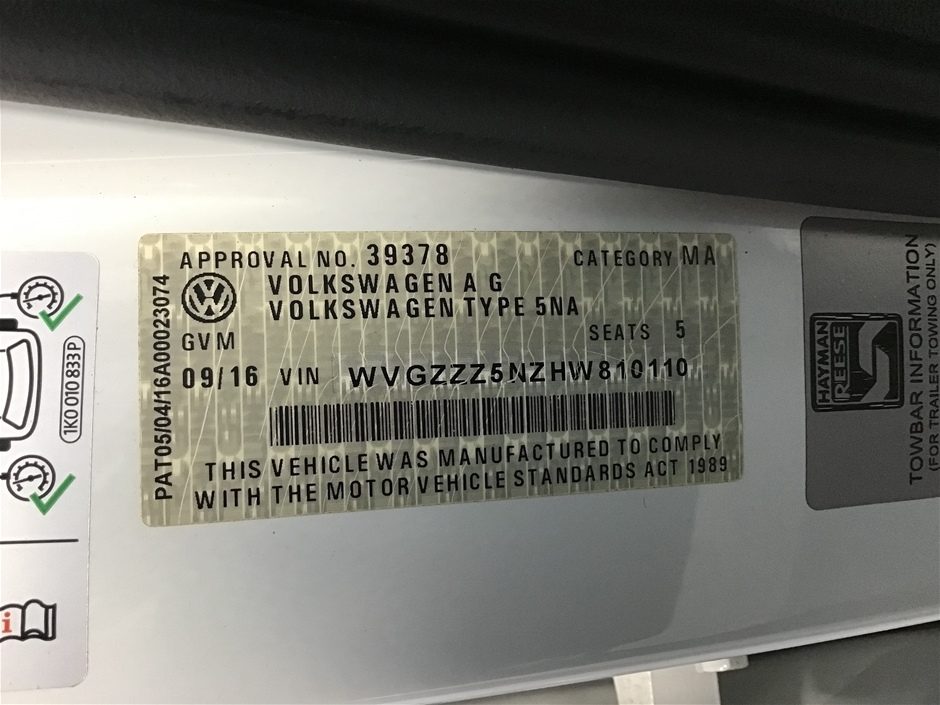 APPROVAL NO. 39378
CATEGORY MA
VOLKSWAGEN AG
VOLKSWAGEN TYPE 5NA
GVM
SEATS 5
09/16 VIN WVGZZZ5NZHW810110
THIS VEHICLE WAS MANUFACTURED TO COMPLY
WITH THE MOTOR VEHICLE STANDARDS ACT 1989
PAT05/04/16A00023074
1K0 010 833P
i
HAYMAN
REESE
TOWBAR INFORMATION
(FOR TRAILER TOWING ONLY)